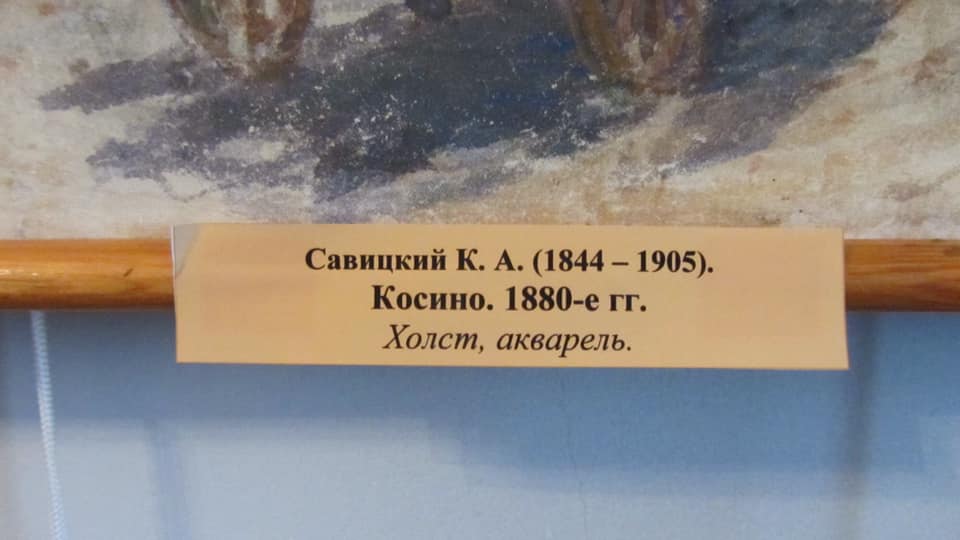 Савицкий К. А. (1844 – 1905).
Косино. 1880-е гг.
Холст, акварель.